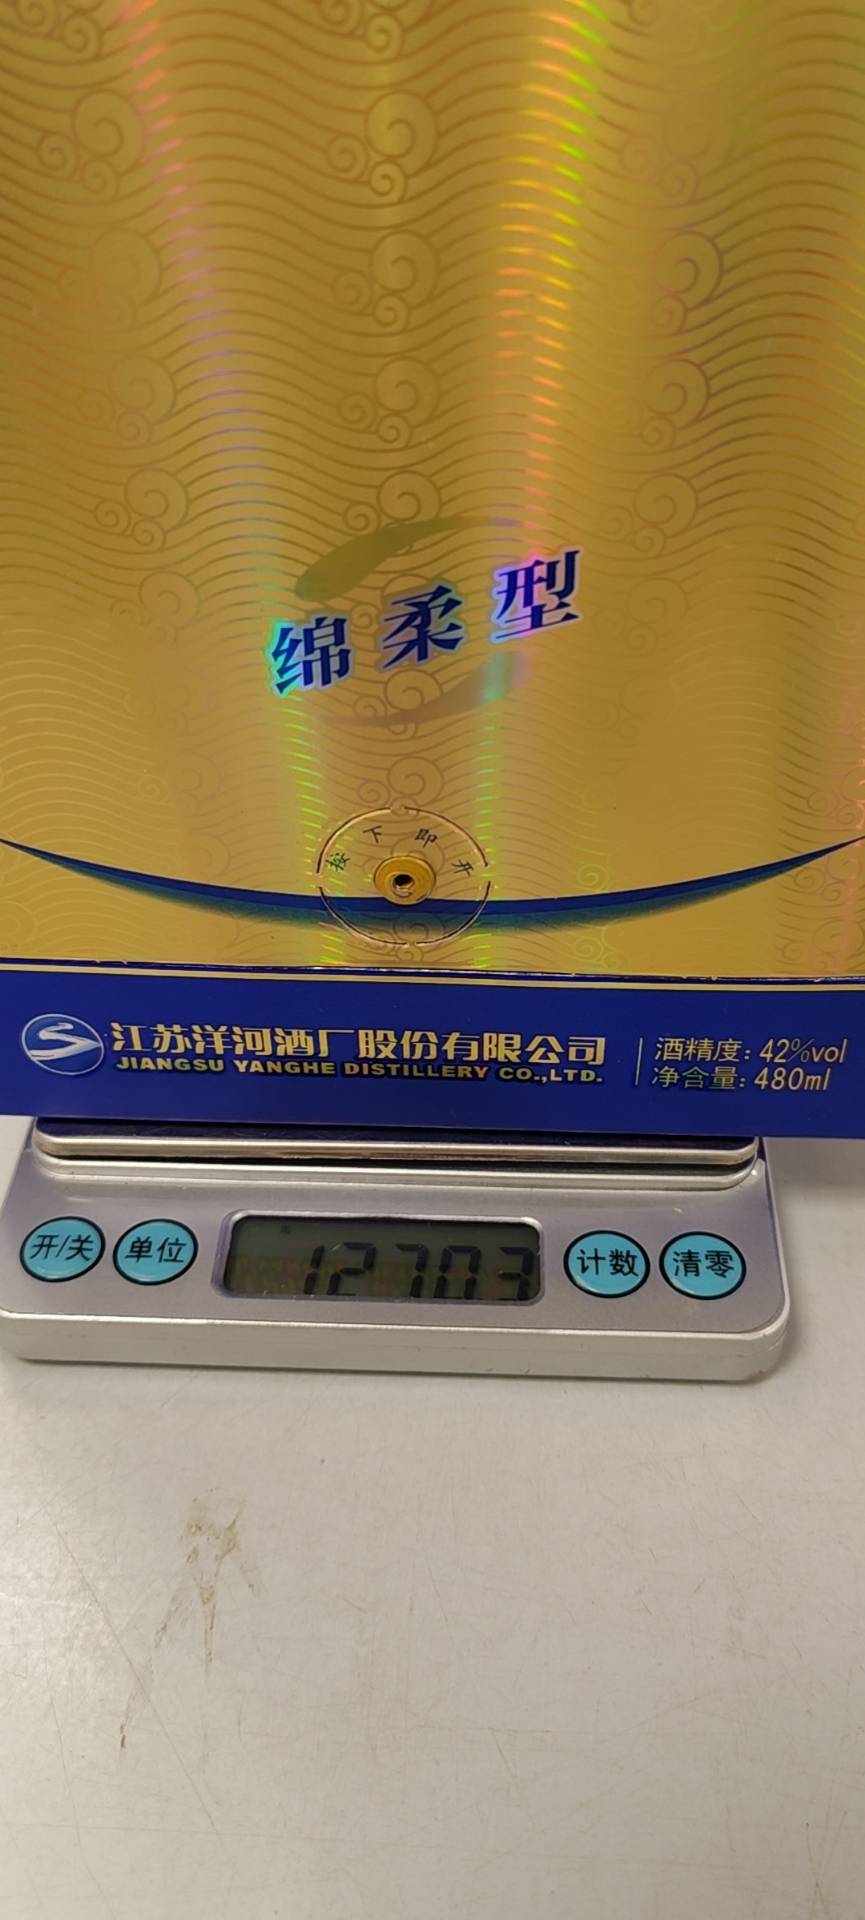 绵柔型
按下即开
江苏洋河酒厂股份有限公司
JIANGSU YANGHE DISTILLERY CO.,LTD.
酒精度:42%vol
净含量:480ml
开/关
单位
12703
计数
清零